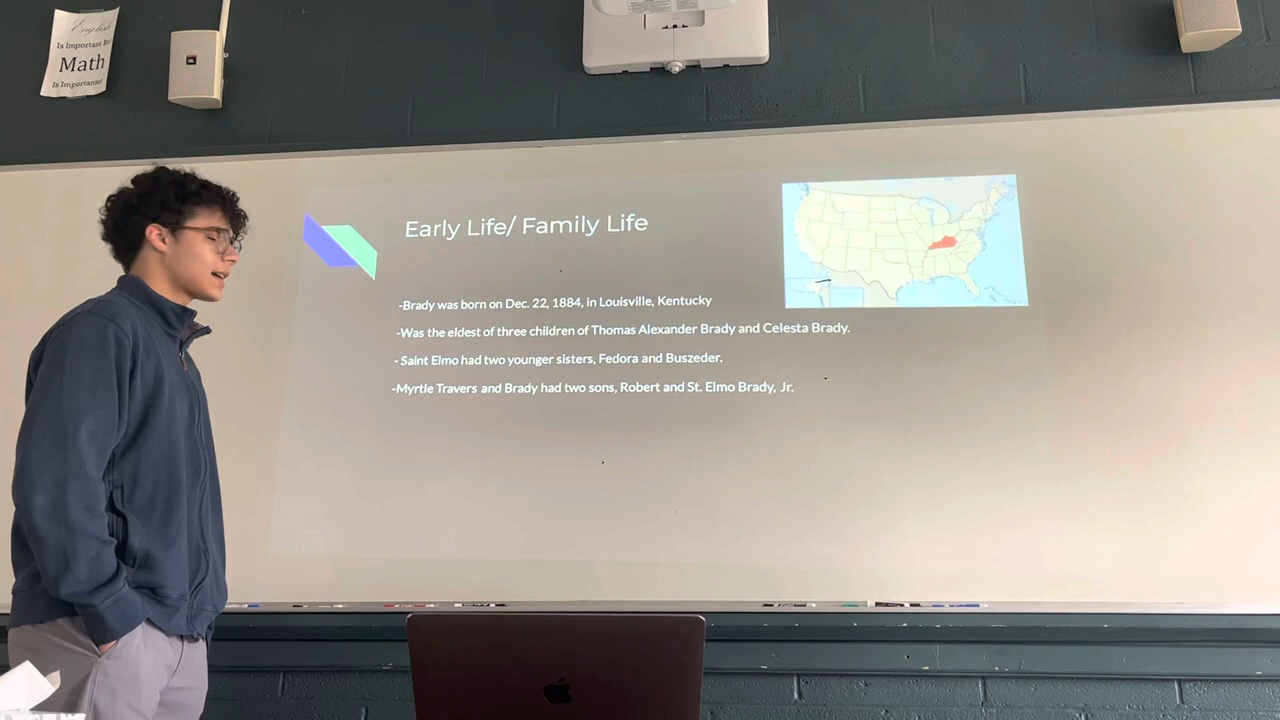 English
Is Important But
Math
Is Importanter
JBL
Early Life/ Family Life
-Brady was born on Dec. 22, 1884, in Louisville, Kentucky
-Was the eldest of three children of Thomas Alexander Brady and Celesta Brady.
- Saint Elmo had two younger sisters, Fedora and Buszeder.
-Myrtle Travers and Brady had two sons, Robert and St. Elmo Brady, Jr.